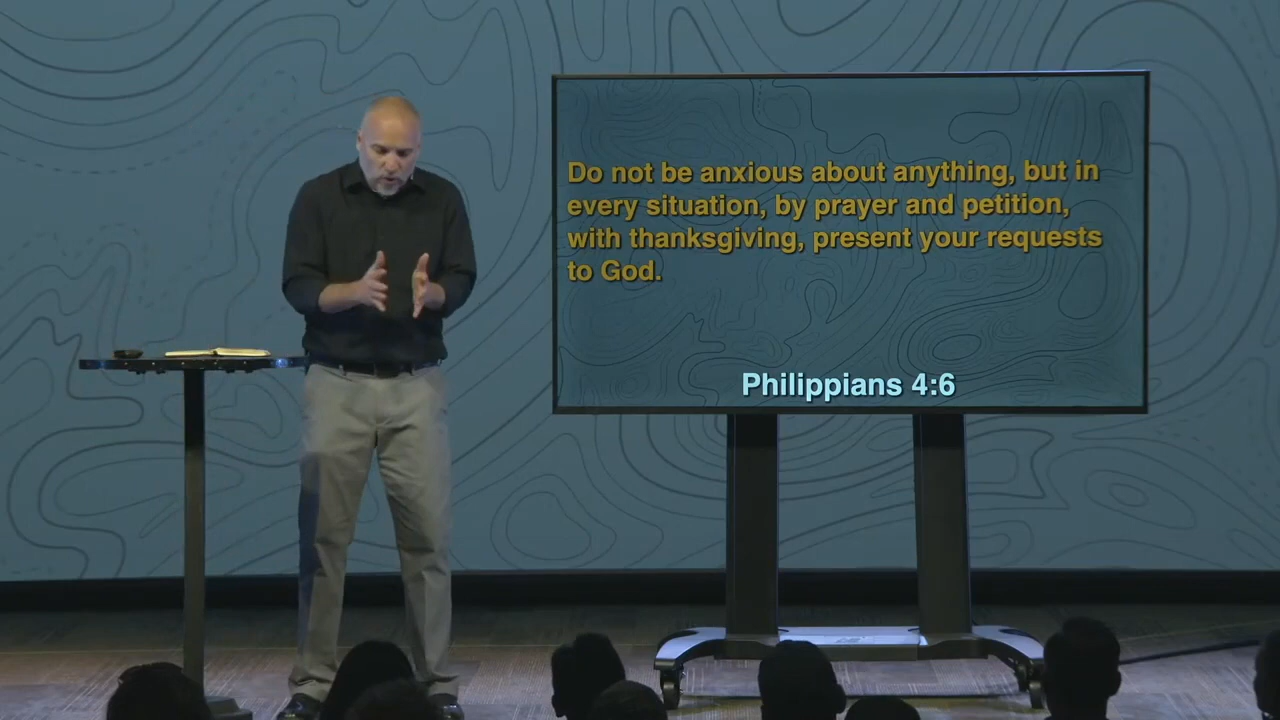 Do not be anxious about anything, but in
every situation, by prayer and petition,
with thanksgiving, present your requests
to God.
Philippians 4:6